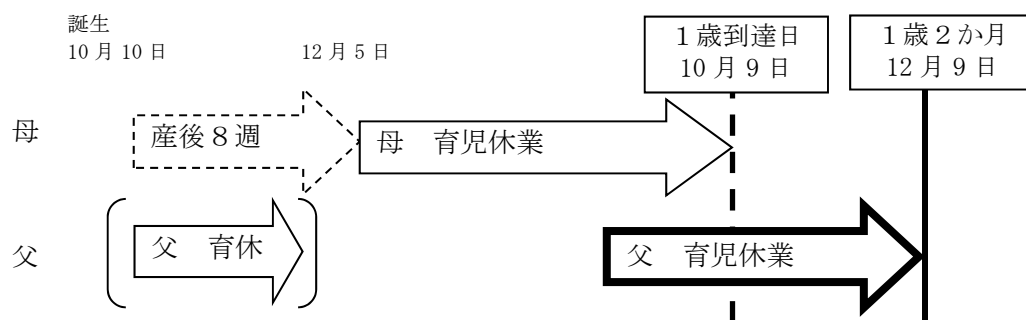 誕生
10月10日
12月5日
1歳到達日
10月9日
1歳2か月
12月9日
母
産後8週
母 育児休業
父
父 育休
父 育児休業